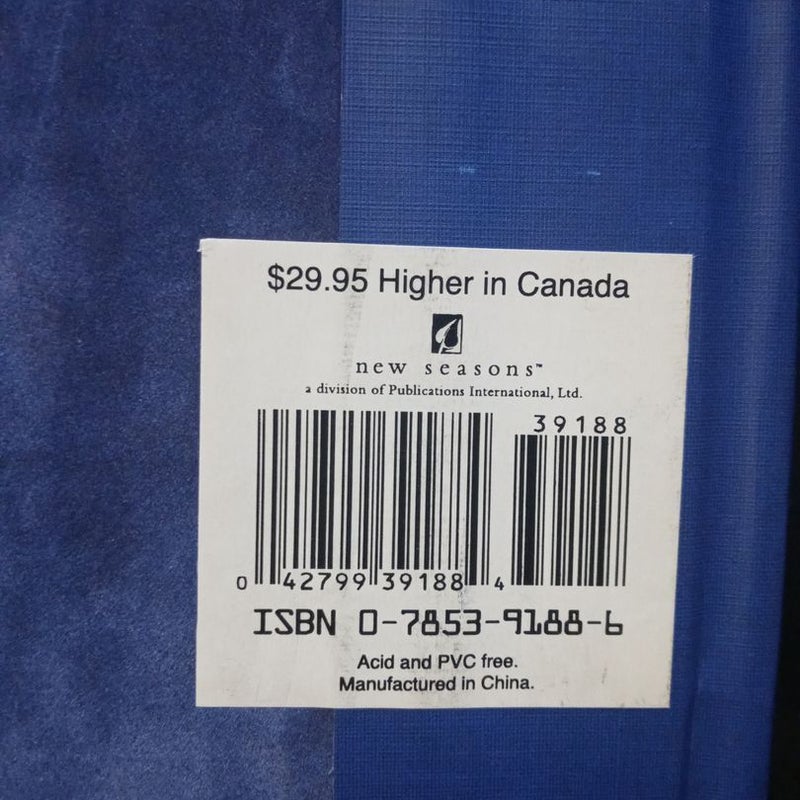 $29.95 Higher in Canada
new seasons™
a division of Publications International, Ltd.
39188
0 42799 39188 4
ISBN 0-7853-9188-6
Acid and PVC free.
Manufactured in China.